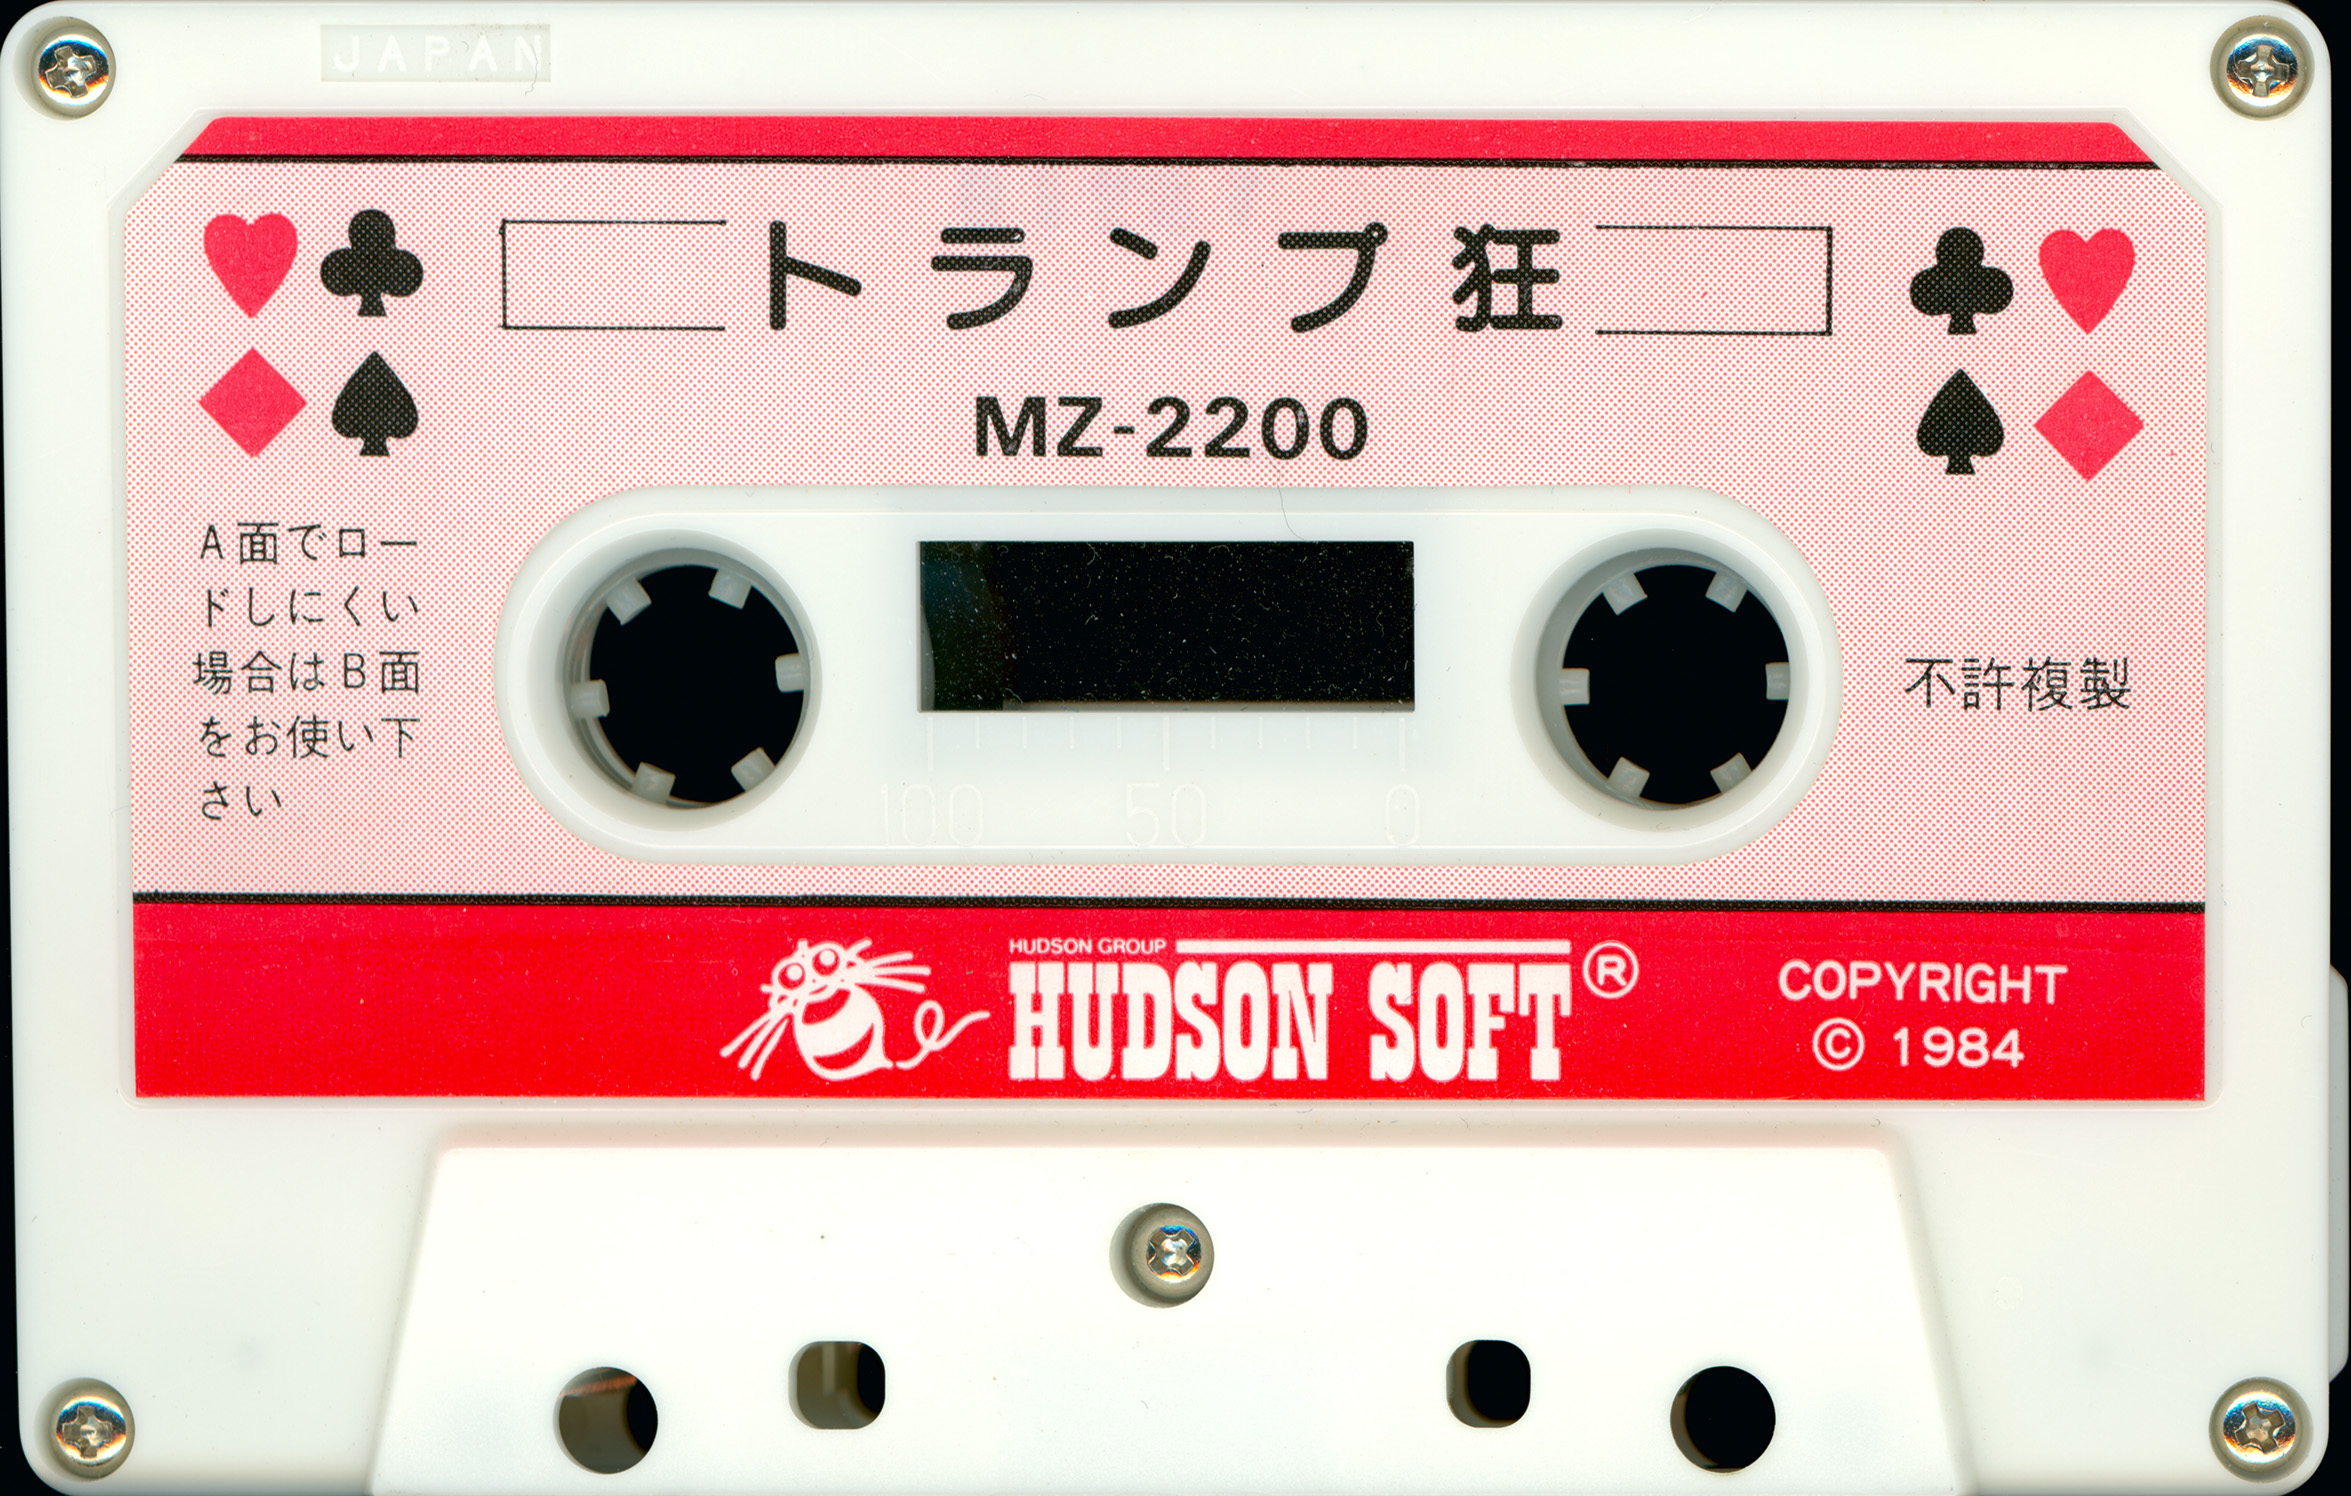 JAPAN
トランプ狂
MZ-2200
A面でロー
ドしにくい
場合はB面
をお使い下
さい
不許複製
100 50 0
HUDSON GROUP
HUDSON SOFT®
COPYRIGHT
© 1984